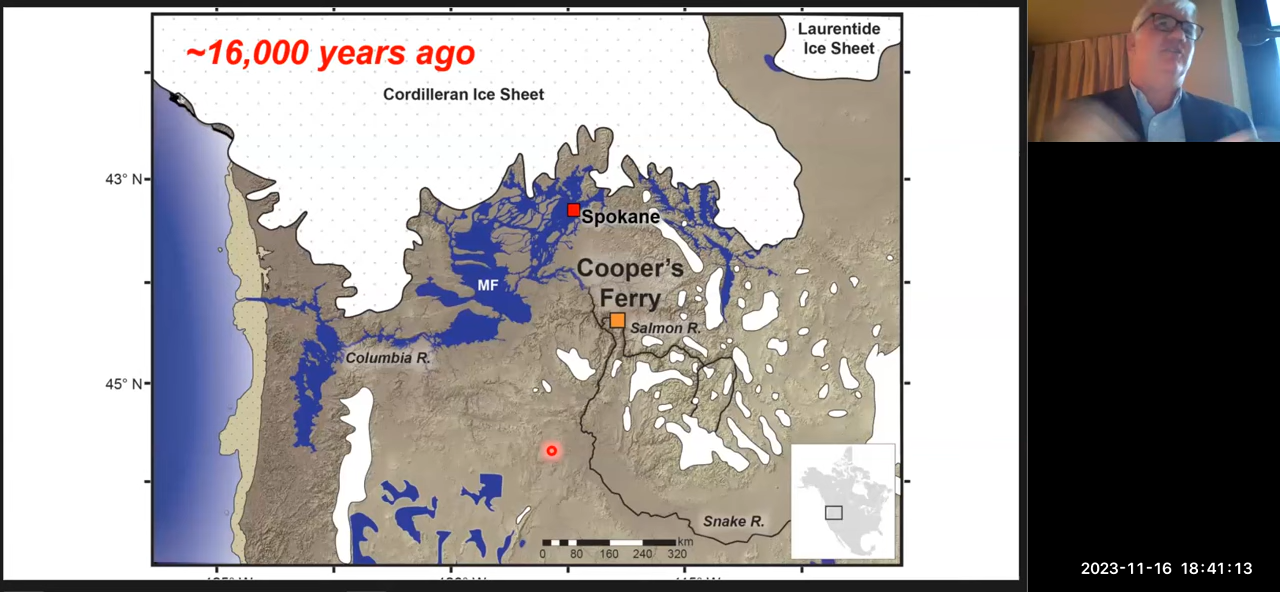 ~16,000 years ago
Laurentide
Ice Sheet
Cordilleran Ice Sheet
43° N
Spokane
Cooper's
Ferry
MF
Salmon R.
Columbia R.
45° N
Snake R.
km
0 80 160 240 320
2023-11-16 18:41:13